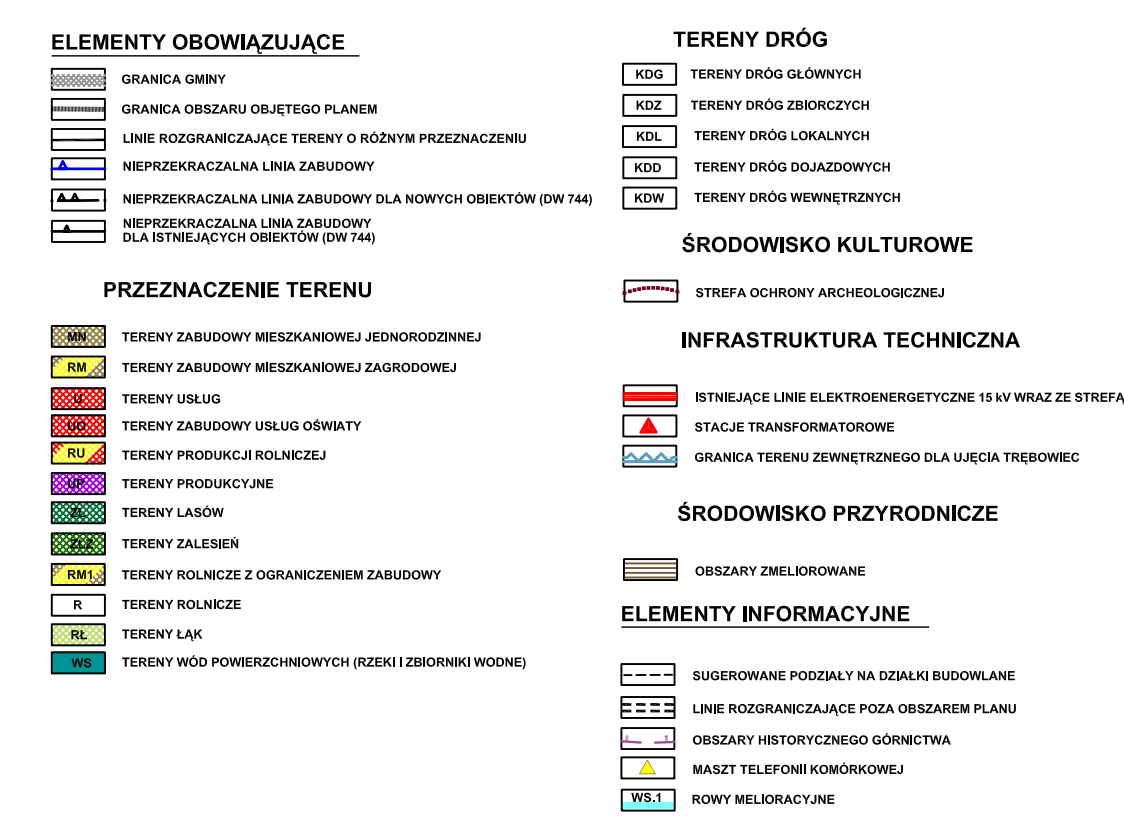 ELEMENTY OBOWIĄZUJĄCE
GRANICA GMINY
GRANICA OBSZARU OBJĘTEGO PLANEM
LINIE ROZGRANICZAJĄCE TERENY O RÓŻNYM PRZEZNACZENIU
NIEPRZEKRACZALNA LINIA ZABUDOWY
NIEPRZEKRACZALNA LINIA ZABUDOWY DLA NOWYCH OBIEKTÓW (DW 744)
NIEPRZEKRACZALNA LINIA ZABUDOWY
DLA ISTNIEJĄCYCH OBIEKTÓW (DW 744)
PRZEZNACZENIE TERENU
MN TERENY ZABUDOWY MIESZKANIOWEJ JEDNORODZINNEJ
RM TERENY ZABUDOWY MIESZKANIOWEJ ZAGRODOWEJ
U TERENY USŁUG
UO TERENY ZABUDOWY USŁUG OŚWIATY
RU TERENY PRODUKCJI ROLNICZEJ
UP TERENY PRODUKCYJNE
ZL TERENY LASÓW
ZLZ TERENY ZALESIEŃ
RM1 TERENY ROLNICZE Z OGRANICZENIEM ZABUDOWY
R TERENY ROLNICZE
RŁ TERENY ŁĄK
WS TERENY WÓD POWIERZCHNIOWYCH (RZEKI I ZBIORNIKI WODNE)
TERENY DRÓG
KDG TERENY DRÓG GŁÓWNYCH
KDZ TERENY DRÓG ZBIORCZYCH
KDL TERENY DRÓG LOKALNYCH
KDD TERENY DRÓG DOJAZDOWYCH
KDW TERENY DRÓG WEWNĘTRZNYCH
ŚRODOWISKO KULTUROWE
STREFA OCHRONY ARCHEOLOGICZNEJ
INFRASTRUKTURA TECHNICZNA
ISTNIEJĄCE LINIE ELEKTROENERGETYCZNE 15 kV WRAZ ZE STREFĄ
STACJE TRANSFORMATOROWE
GRANICA TERENU ZEWNĘTRZNEGO DLA UJĘCIA TRĘBOWIEC
ŚRODOWISKO PRZYRODNICZE
OBSZARY ZMELIOROWANE
ELEMENTY INFORMACYJNE
SUGEROWANE PODZIAŁY NA DZIAŁKI BUDOWLANE
LINIE ROZGRANICZAJĄCE POZA OBSZAREM PLANU
OBSZARY HISTORYCZNEGO GÓRNICTWA
MASZT TELEFONII KOMÓRKOWEJ
WS.1 ROWY MELIORACYJNE